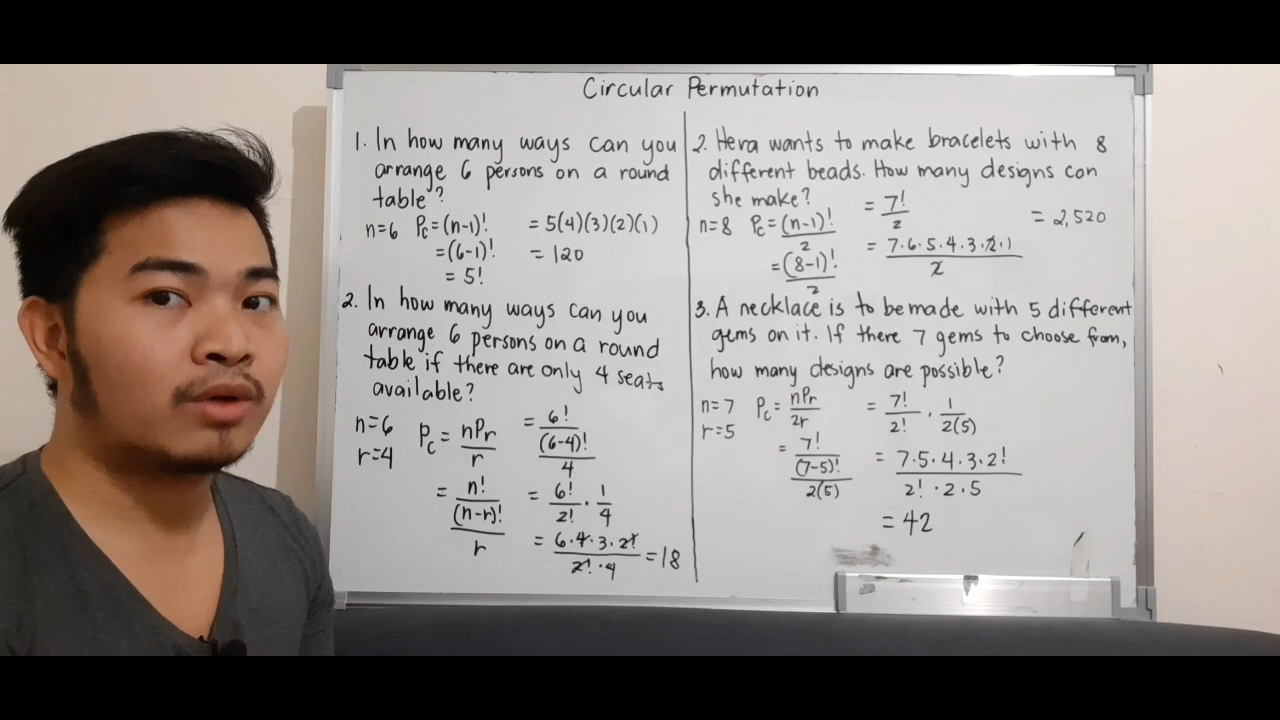 Circular Permutation
1. In how many ways can you
arrange 6 persons on a round
table?
n=6 Pc = (n-1)! = 5(4)(3)(2)(1)
=(6-1)! = 120
= 5!
2. In how many ways can you
arrange 6 persons on a round
table if there are only 4 seats
available?
n=6
r=4
Pc = nPr/r
= n!/(n-r)!/r
= 6!/(6-4)!/4
= 6!/2! · 1/4
= 6·4·3·2!/2!·4 = 18
2. Hera wants to make bracelets with 8
different beads. How many designs can
she make?
n=8 Pc = (n-1)!/2
= (8-1)!/2
= 7!/2
= 7·6·5·4·3·2·1/2
= 2,520
3. A necklace is to be made with 5 different
gems on it. If there 7 gems to choose from,
how many designs are possible?
n=7
r=5
Pc = nPr/2r
= 7!/(7-5)!/2(5)
= 7!/2! · 1/2(5)
= 7·5·4·3·2!/2!·2·5
= 42